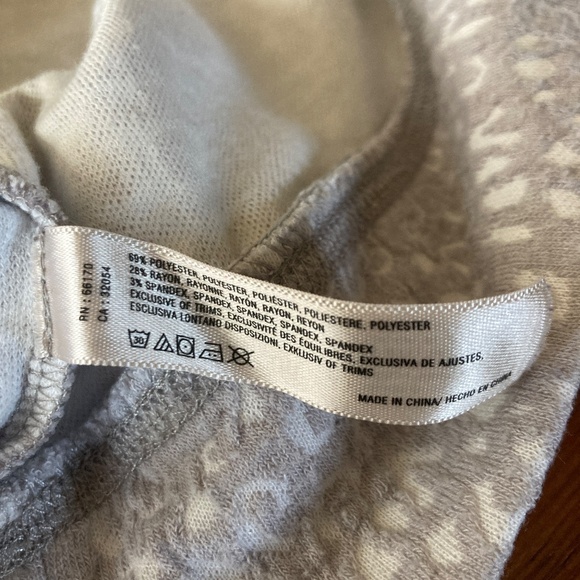 RN : 66170
CA : 32054
69% POLYESTER, POLYESTER, POLIÉSTER, POLIESTERE, POLYESTER
28% RAYON, RAYONNE, RAYÓN, RAYON, REYON
3% SPANDEX, SPANDEX, SPANDEX, SPANDEX, SPANDEX
EXCLUSIVE OF TRIMS, EXCLUSIVITÉ DES ÉQUILIBRES, EXCLUSIVA DE AJUSTES,
ESCLUSIVA LONTANO DISPOSIZIONI, EXKLUSIV OF TRIMS
30
MADE IN CHINA/ HECHO EN CHINA